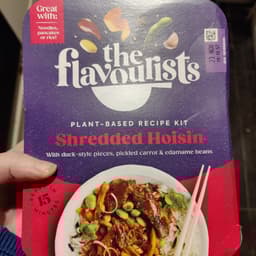 Great
with:
Noodles,
pancakes
or rice!
the
flavourists
PLANT-BASED RECIPE KIT
Shredded Hoisin
With duck-style pieces, pickled carrot & edamame beans
15
MINUTES